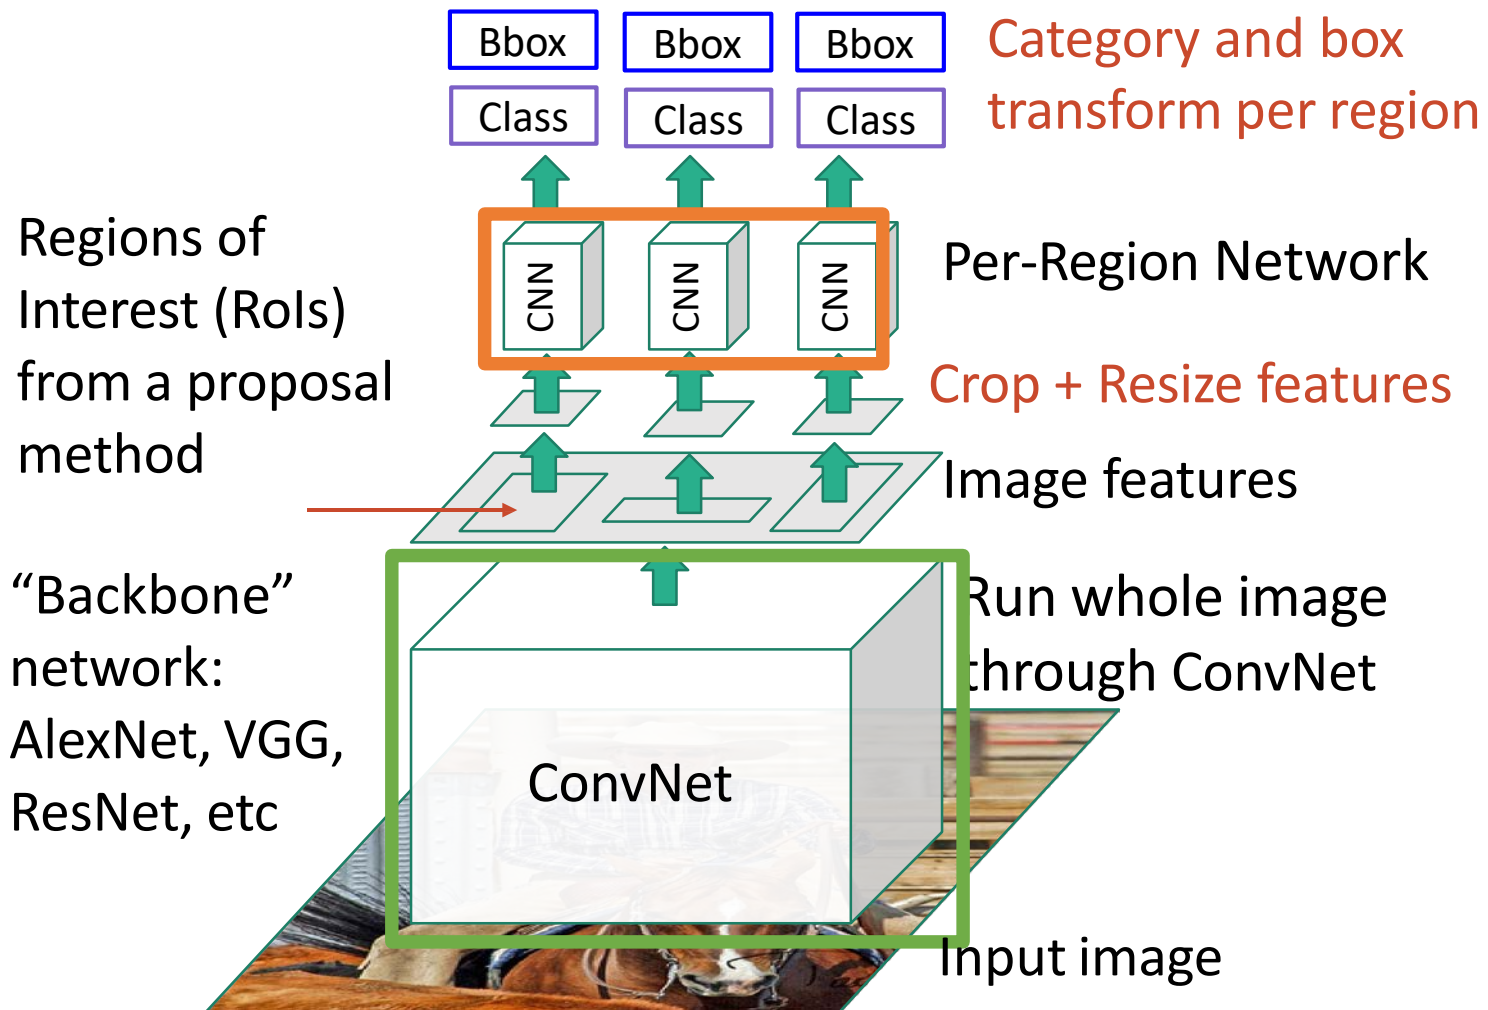 Bbox
Bbox
Bbox
Class
Class
Class
Category and box
transform per region
Regions of
Interest (RoIs)
from a proposal
method
CNN
CNN
CNN
Per-Region Network
Crop + Resize features
Image features
“Backbone”
network:
AlexNet, VGG,
ResNet, etc
Run whole image
through ConvNet
ConvNet
Input image